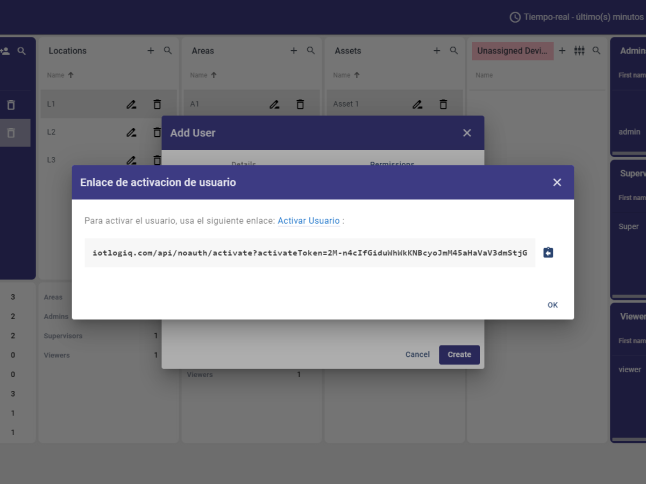 Tiempo-real - último(s) minutos
Locations
Areas
Assets
Unassigned Devi...
Admin
Name
Name
Name
Name
First nam
L1
A1
Asset 1
L2
admin
L3
Add User
Details
Permissions
Superv
First nam
Super
Enlace de activacion de usuario
Para activar el usuario, usa el siguiente enlace: Activar Usuario :
iotlogiq.com/api/noauth/activate?activateToken=2M-n4cIfGiduWhWkKNBcyoJmM45aHaVaV3dmStjG
OK
3
Areas
2
Admins
Viewer
2
Supervisors
1
First nam
0
Viewers
1
Cancel
Create
viewer
0
Viewers
1
3
1
1